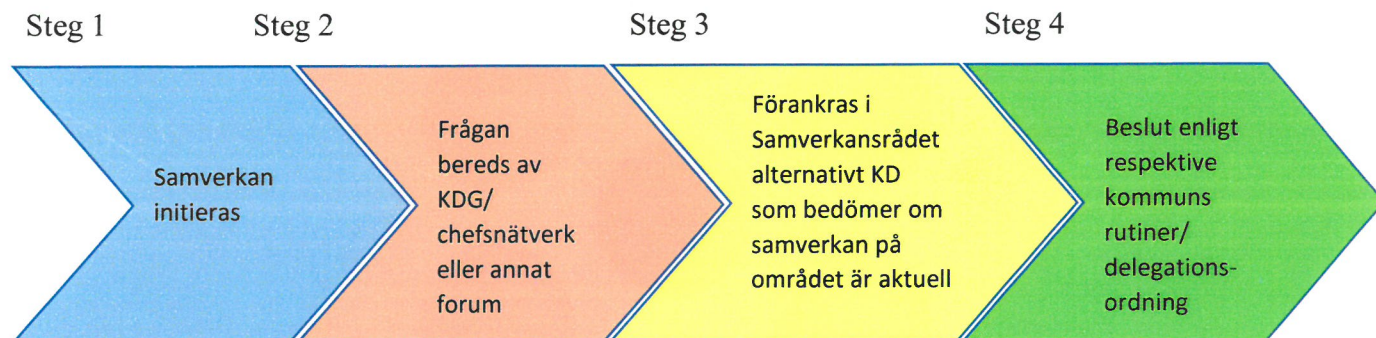 Steg 1
Steg 2
Steg 3
Steg 4
Samverkan
initieras
Frågan
bereds av
KDG/
chefsnätverk
eller annat
forum
Förankras i
Samverkansrådet
alternativt KD
som bedömer om
samverkan på
området är aktuell
Beslut enligt
respektive
kommuns
rutiner/
delegations-
ordning